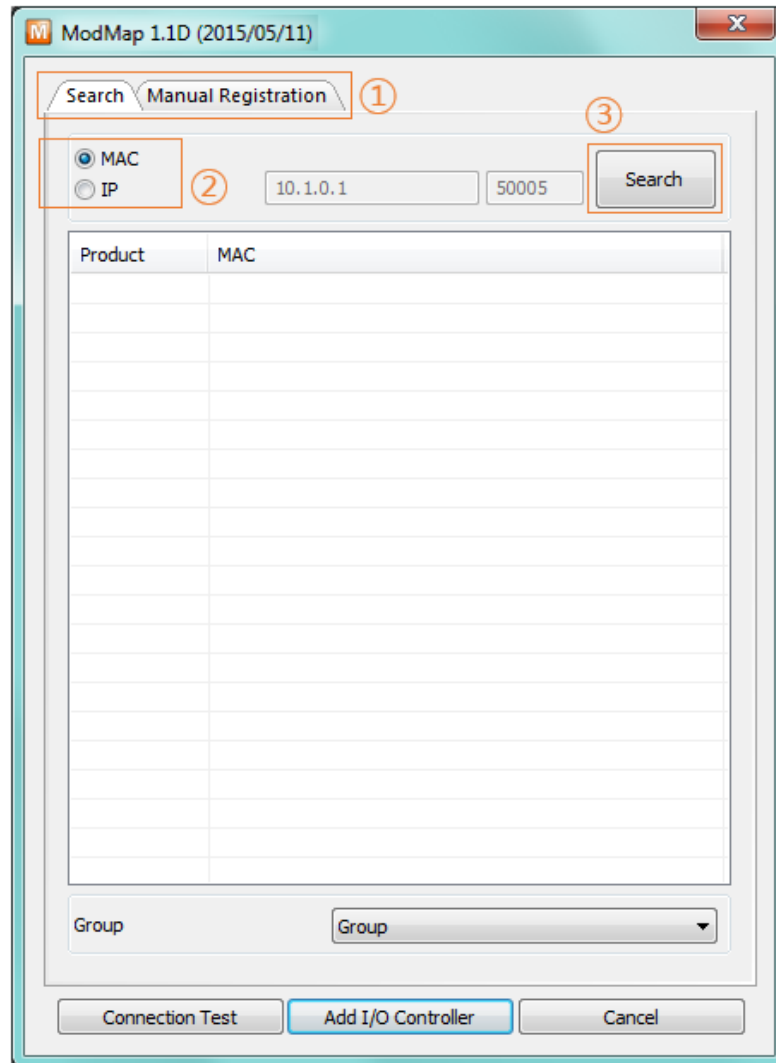 M ModMap 1.1D (2015/05/11) X
Search Manual Registration ①
③
MAC
IP ② 10.1.0.1 50005 Search
Product MAC
Group Group
Connection Test Add I/O Controller Cancel